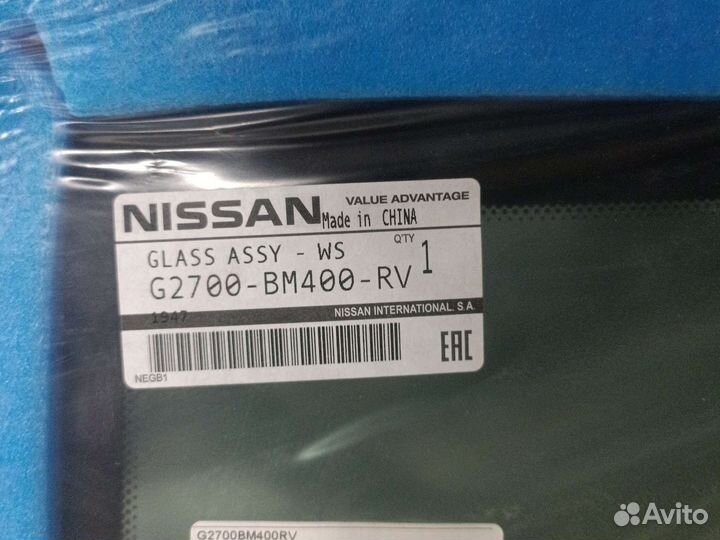 NISSAN
VALUE ADVANTAGE
Made in CHINA
GLASS ASSY - WS
QTY
1
G2700-BM400-RV
1947
NISSAN INTERNATIONAL. S.A.
NEGB1
EAC
G2700BM400RV
Avito